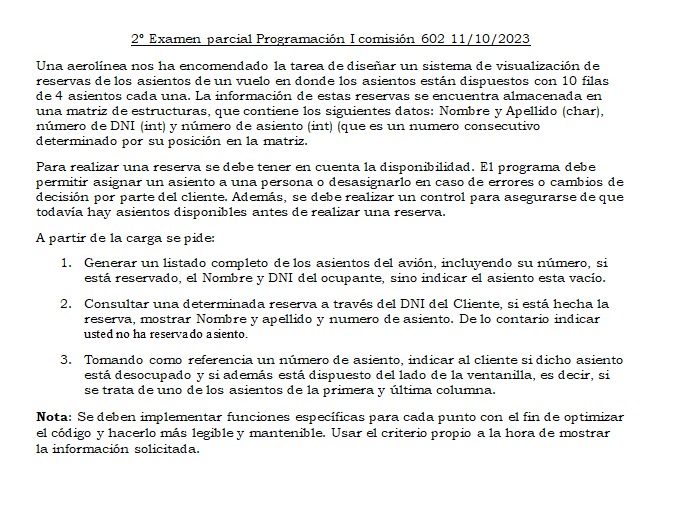 2º Examen parcial Programación I comisión 602 11/10/2023
Una aerolínea nos ha encomendado la tarea de diseñar un sistema de visualización de
reservas de los asientos de un vuelo en donde los asientos están dispuestos con 10 filas
de 4 asientos cada una. La información de estas reservas se encuentra almacenada en
una matriz de estructuras, que contiene los siguientes datos: Nombre y Apellido (char),
número de DNI (int) y número de asiento (int) (que es un numero consecutivo
determinado por su posición en la matriz.
Para realizar una reserva se debe tener en cuenta la disponibilidad. El programa debe
permitir asignar un asiento a una persona o desasignarlo en caso de errores o cambios de
decisión por parte del cliente. Además, se debe realizar un control para asegurarse de que
todavía hay asientos disponibles antes de realizar una reserva.
A partir de la carga se pide:
1. Generar un listado completo de los asientos del avión, incluyendo su número, si
está reservado, el Nombre y DNI del ocupante, sino indicar el asiento esta vacío.
2. Consultar una determinada reserva a través del DNI del Cliente, si está hecha la
reserva, mostrar Nombre y apellido y numero de asiento. De lo contario indicar
usted no ha reservado asiento.
3. Tomando como referencia un número de asiento, indicar al cliente si dicho asiento
está desocupado y si además está dispuesto del lado de la ventanilla, es decir, si
se trata de uno de los asientos de la primera y última columna.
Nota: Se deben implementar funciones específicas para cada punto con el fin de optimizar
el código y hacerlo más legible y mantenible. Usar el criterio propio a la hora de mostrar
la información solicitada.